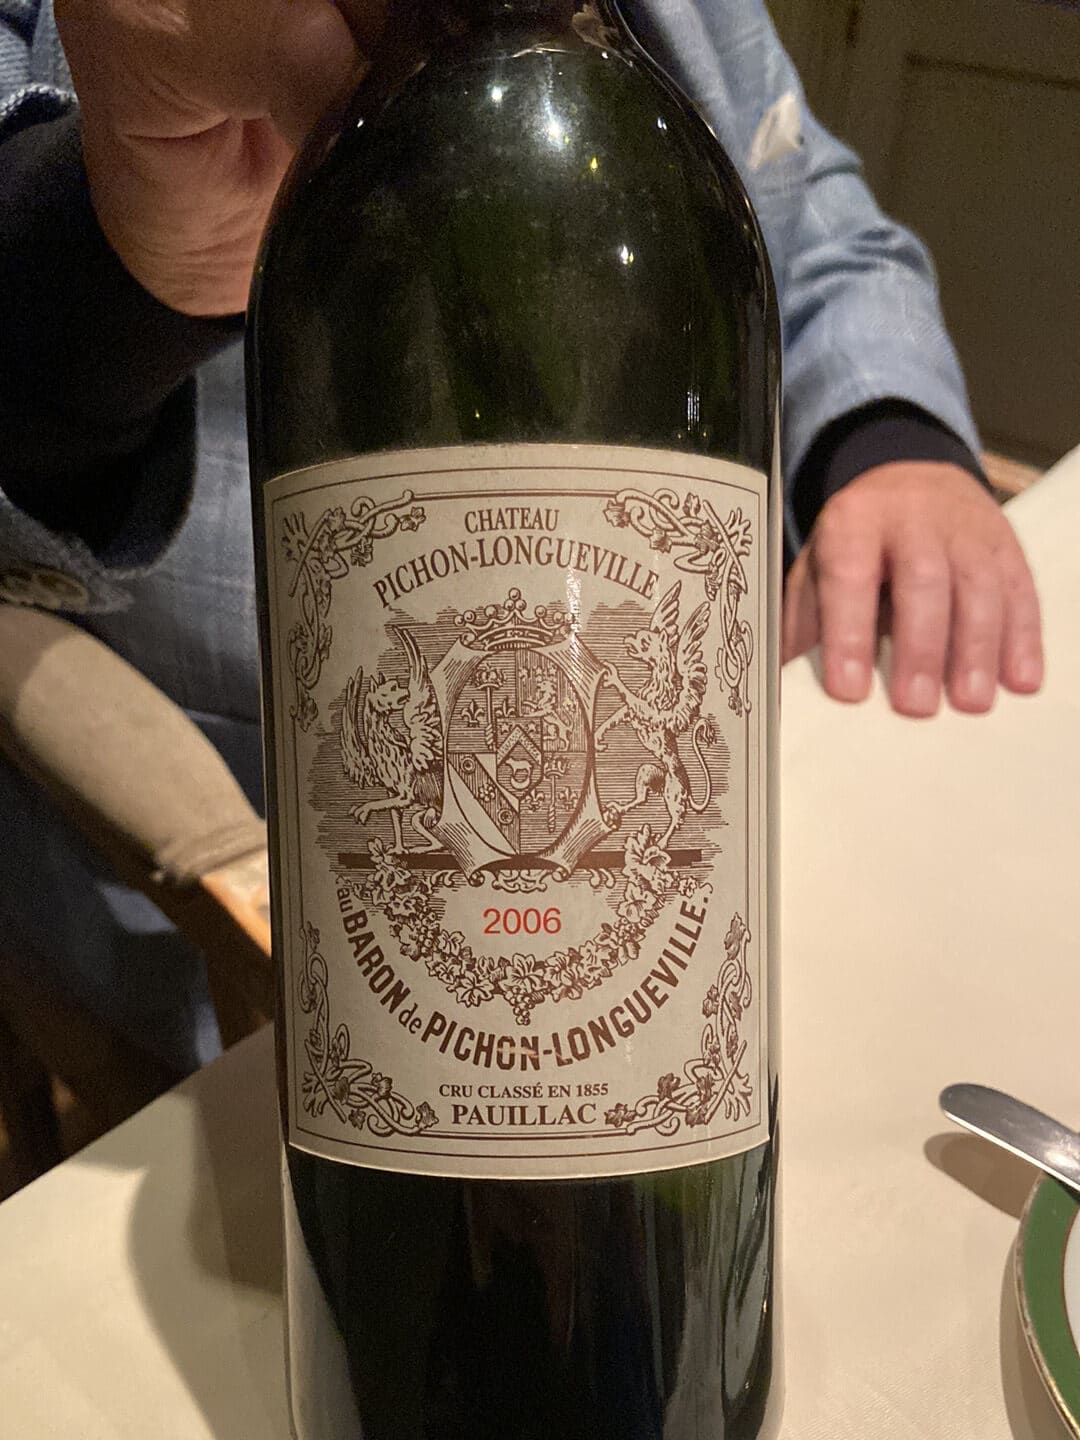 CHATEAU
PICHON-LONGUEVILLE
2006
au BARON de PICHON-LONGUEVILLE.
CRU CLASSÉ EN 1855
PAUILLAC